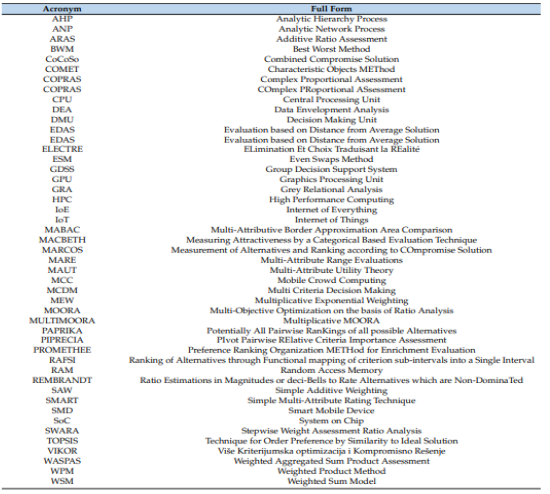 Acronym Full Form
AHP Analytic Hierarchy Process
ANP Analytic Network Process
ARAS Additive Ratio Assessment
BWM Best Worst Method
CoCoSo Combined Compromise Solution
COMET Characteristic Objects METhod
COPRAS Complex Proportional Assessment
COPRAS COmplex PRoportional ASsessment
CPU Central Processing Unit
DEA Data Envelopment Analysis
DMU Decision Making Unit
EDAS Evaluation based on Distance from Average Solution
EDAS Evaluation based on Distance from Average Solution
ELECTRE ELimination Et Choix Traduisant la REalité
ESM Even Swaps Method
GDSS Group Decision Support System
GPU Graphics Processing Unit
GRA Grey Relational Analysis
HPC High Performance Computing
IoE Internet of Everything
IoT Internet of Things
MABAC Multi-Attributive Border Approximation Area Comparison
MACBETH Measuring Attractiveness by a Categorical Based Evaluation Technique
MARCOS Measurement of Alternatives and Ranking according to COmpromise Solution
MARE Multi-Attribute Range Evaluations
MAUT Multi-Attribute Utility Theory
MCC Mobile Crowd Computing
MCDM Multi Criteria Decision Making
MEW Multiplicative Exponential Weighting
MOORA Multi-Objective Optimization on the basis of Ratio Analysis
MULTIMOORA Multiplicative MOORA
PAPRIKA Potentially All Pairwise RanKings of all possible Alternatives
PIPRECIA PIvot Pairwise RElative Criteria Importance Assessment
PROMETHEE Preference Ranking Organization METHod for Enrichment Evaluation
RAFSI Ranking of Alternatives through Functional mapping of criterion sub-intervals into a Single Interval
RAM Random Access Memory
REMBRANDT Ratio Estimations in Magnitudes or deci-Bells to Rate Alternatives which are Non-DominaTed
SAW Simple Additive Weighting
SMART Simple Multi-Attribute Rating Technique
SMD Smart Mobile Device
SoC System on Chip
SWARA Stepwise Weight Assessment Ratio Analysis
TOPSIS Technique for Order Preference by Similarity to Ideal Solution
VIKOR Više Kriterijumska optimizacija i Kompromisno Rešenje
WASPAS Weighted Aggregated Sum Product Assessment
WPM Weighted Product Method
WSM Weighted Sum Model